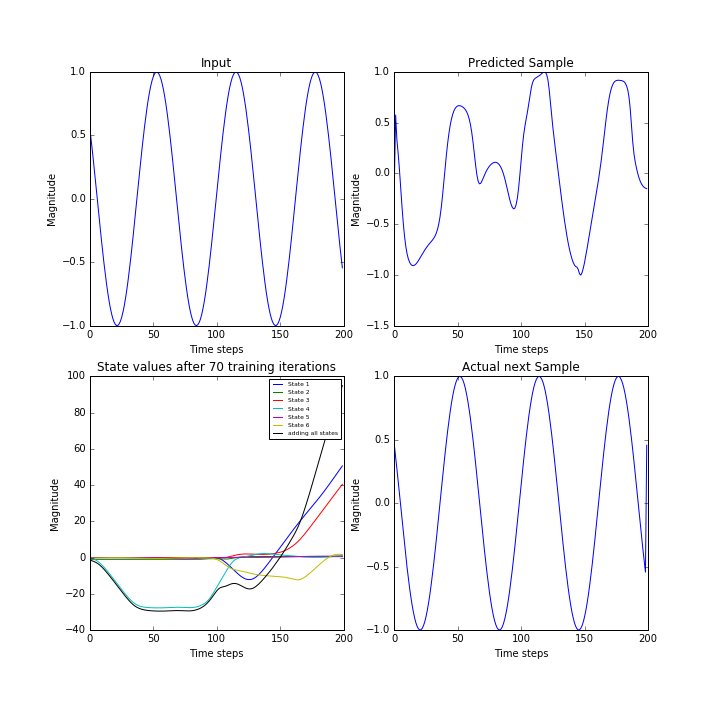 Input
1.0
0.5
0.0
−0.5
−1.0
Magnitude
0
50
100
150
200
Time steps
Predicted Sample
1.0
0.5
0.0
−0.5
−1.0
−1.5
Magnitude
0
50
100
150
200
Time steps
State values after 70 training iterations
100
80
60
40
20
0
−20
−40
Magnitude
State 1
State 2
State 3
State 4
State 5
State 6
adding all states
0
50
100
150
200
Time steps
Actual next Sample
1.0
0.5
0.0
−0.5
−1.0
Magnitude
0
50
100
150
200
Time steps